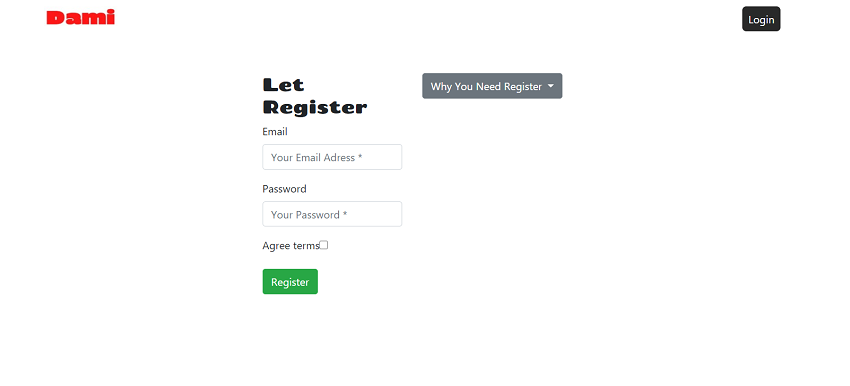 Dami
Login
Let
Register
Why You Need Register
Email
Your Email Adress *
Password
Your Password *
Agree terms
Register